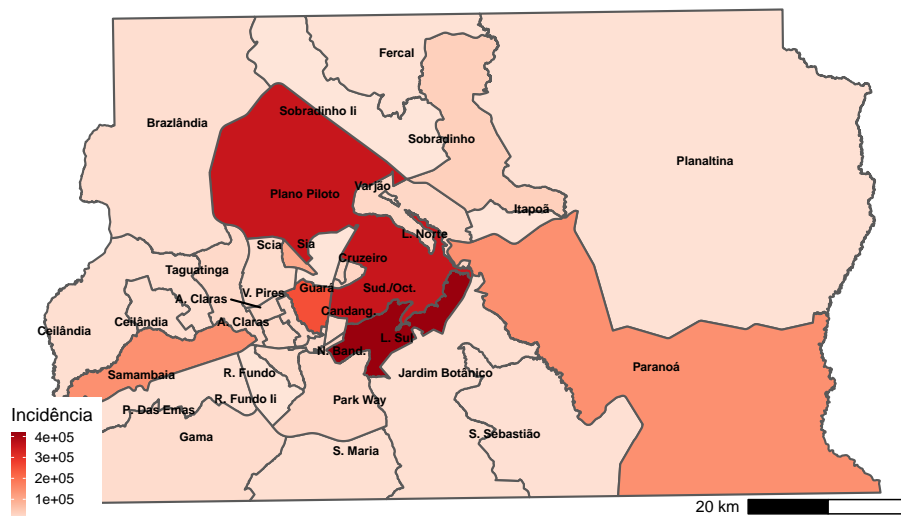 Fercal
Sobradinho Ii
Brazlândia
Sobradinho
Planaltina
Varjão
Plano Piloto
Itapoã
L. Norte
Scia
Sia
Cruzeiro
Taguatinga
Guará
Sud./Oct.
V. Pires
A. Claras
Candang.
Ceilândia
A. Claras
Ceilândia
L. Sul
N. Band.
Paranoá
R. Fundo
Jardim Botânico
Samambaia
R. Fundo Ii
Park Way
P. Das Emas
Incidência
Gama
S. Sebastião
4e+05
S. Maria
3e+05
2e+05
1e+05
20 km